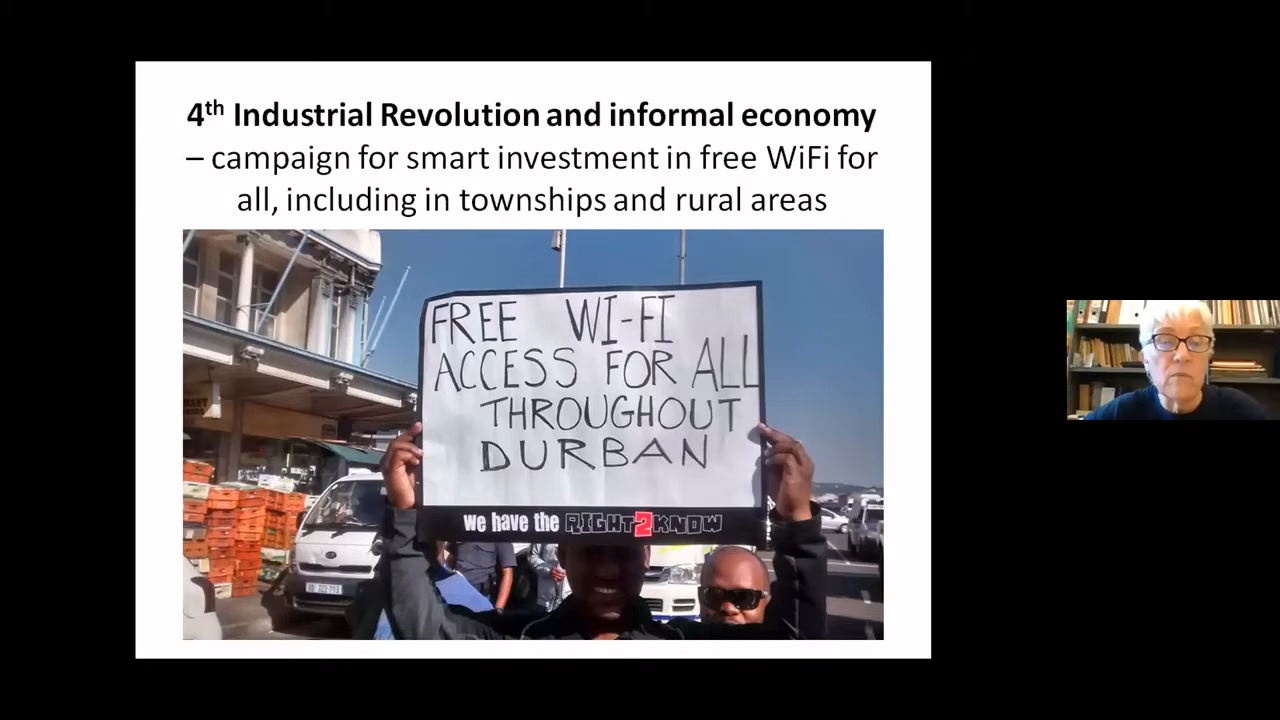 4th Industrial Revolution and informal economy
– campaign for smart investment in free WiFi for
all, including in townships and rural areas
FREE WI-FI
ACCESS FOR ALL
THROUGHOUT
DURBAN
we have the RIGHT2KNOW